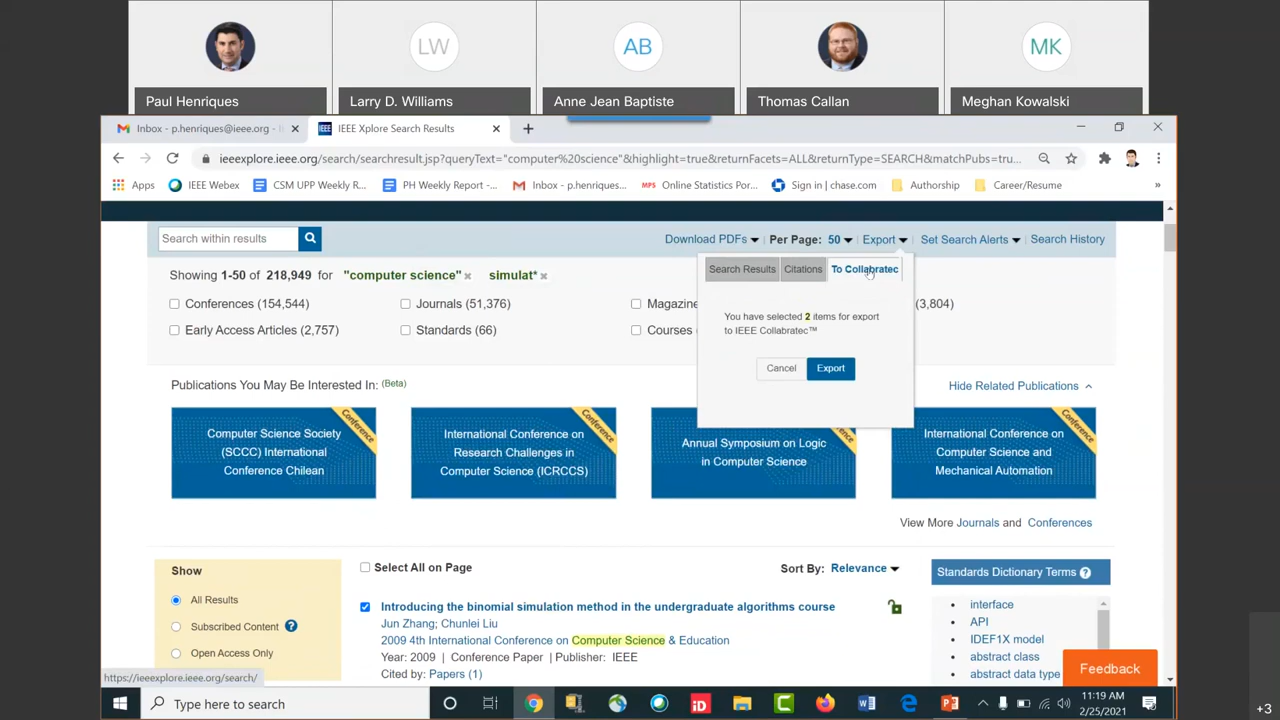 LW
AB
MK
Paul Henriques
Larry D. Williams
Anne Jean Baptiste
Thomas Callan
Meghan Kowalski
Inbox - p.henriques@ieee.org -
IEEE Xplore Search Results
ieeexplore.ieee.org/search/searchresult.jsp?queryText="computer%20science"&highlight=true&returnFacets=ALL&returnType=SEARCH&matchPubs=tru...
Apps
IEEE Webex
CSM UPP Weekly R...
PH Weekly Report -...
Inbox - p.henriques...
MPS
Online Statistics Por...
Sign in | chase.com
Authorship
Career/Resume
»
Search within results
Download PDFs
Per Page: 50
Export
Set Search Alerts
Search History
Showing 1-50 of 218,949 for "computer science" × simulat* ×
Search Results
Citations
To Collabratec
Conferences (154,544)
Journals (51,376)
Magazine
(3,804)
Early Access Articles (2,757)
Standards (66)
Courses
You have selected 2 items for export
to IEEE Collabratec™
Cancel
Export
Publications You May Be Interested In: (Beta)
Hide Related Publications
Computer Science Society
(SCCC) International
Conference Chilean
Conference
International Conference on
Research Challenges in
Computer Science (ICRCCS)
Conference
Annual Symposium on Logic
in Computer Science
International Conference on
Computer Science and
Mechanical Automation
Conference
View More Journals and Conferences
Show
All Results
Subscribed Content ?
Open Access Only
Select All on Page
Sort By: Relevance
Introducing the binomial simulation method in the undergraduate algorithms course
Jun Zhang; Chunlei Liu
2009 4th International Conference on Computer Science & Education
Year: 2009 | Conference Paper | Publisher: IEEE
Cited by: Papers (1)
Standards Dictionary Terms ?
interface
API
IDEF1X model
abstract class
abstract data type
Feedback
https://ieeexplore.ieee.org/search/
Type here to search
iD
11:19 AM
2/25/2021
+3